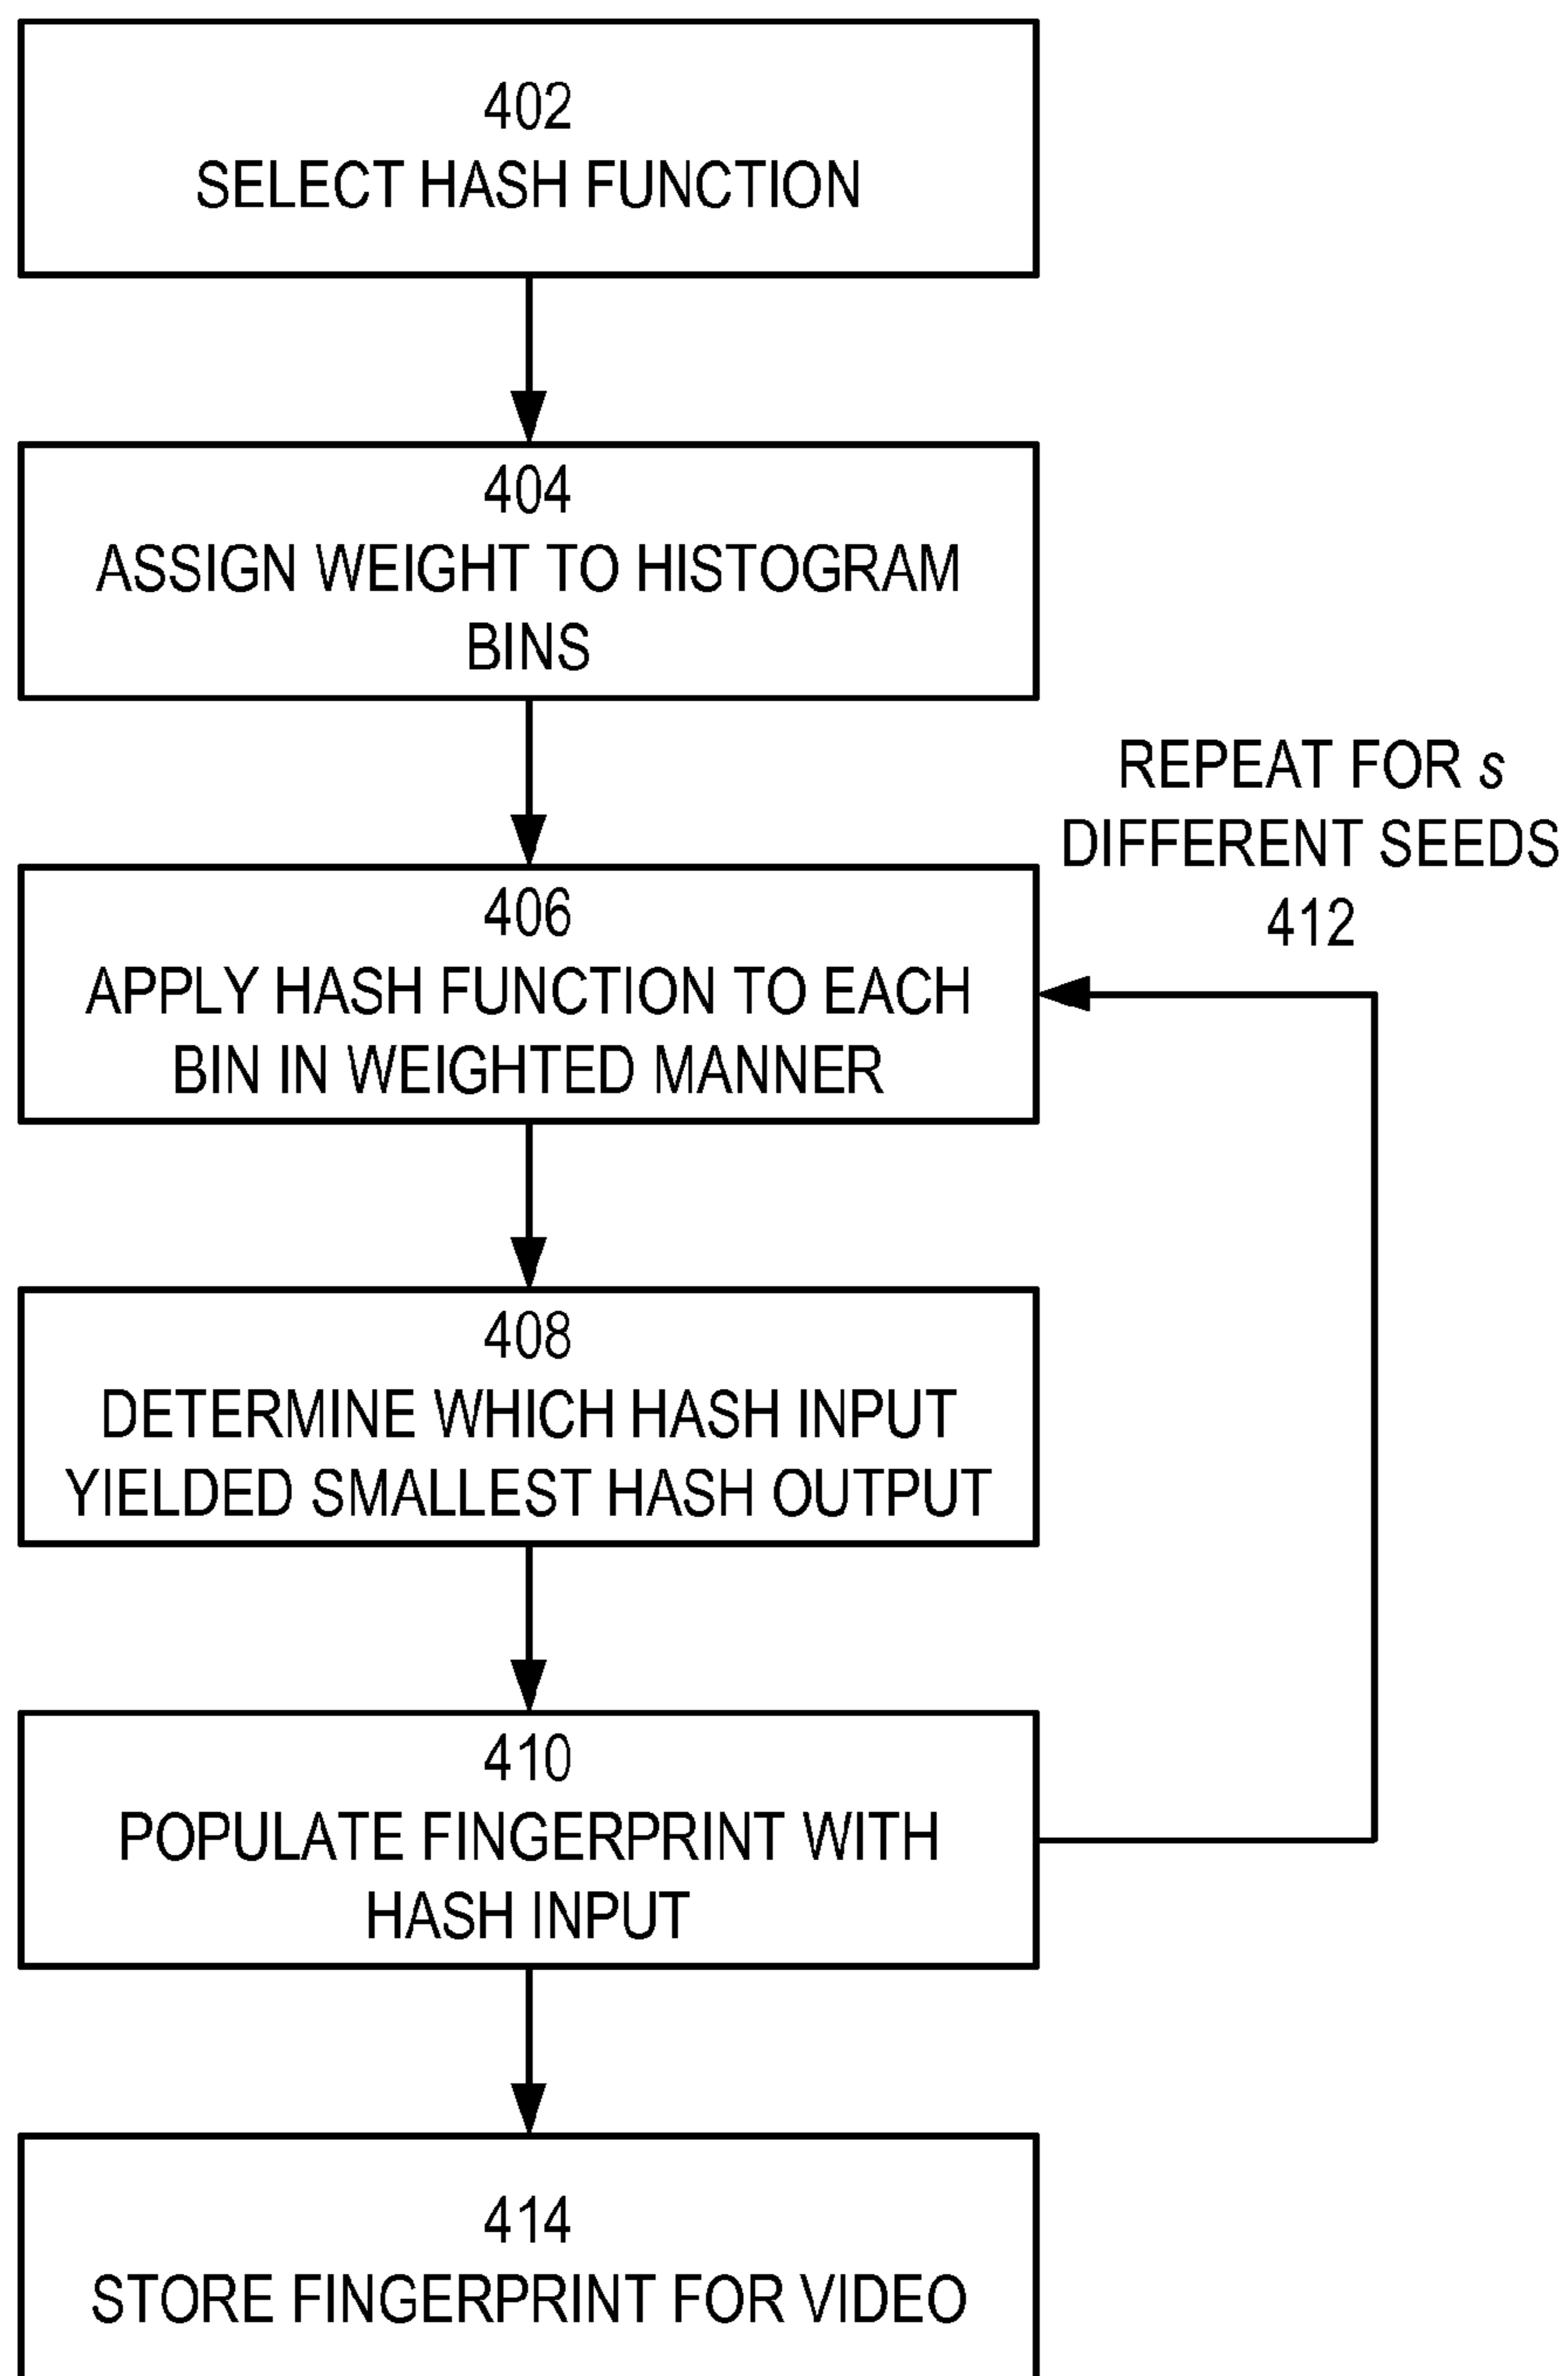 402
SELECT HASH FUNCTION
404
ASSIGN WEIGHT TO HISTOGRAM
BINS
REPEAT FOR s
DIFFERENT SEEDS
412
406
APPLY HASH FUNCTION TO EACH
BIN IN WEIGHTED MANNER
408
DETERMINE WHICH HASH INPUT
YIELDED SMALLEST HASH OUTPUT
410
POPULATE FINGERPRINT WITH
HASH INPUT
414
STORE FINGERPRINT FOR VIDEO